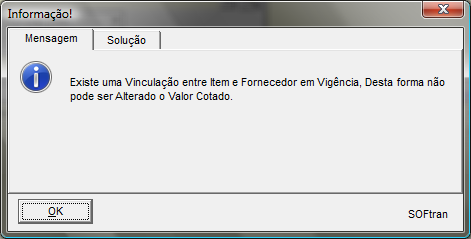 Informação!
Mensagem
Solução
Existe uma Vinculação entre Item e Fornecedor em Vigência, Desta forma não
pode ser Alterado o Valor Cotado.
OK
SOFtran